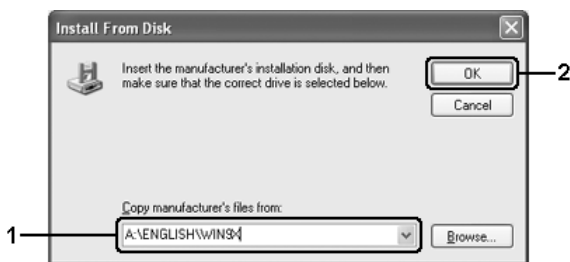 Install From Disk
Insert the manufacturer's installation disk, and then
make sure that the correct drive is selected below.
OK
2
Cancel
Copy manufacturer's files from:
1
A:\ENGLISH\WIN9X
Browse...